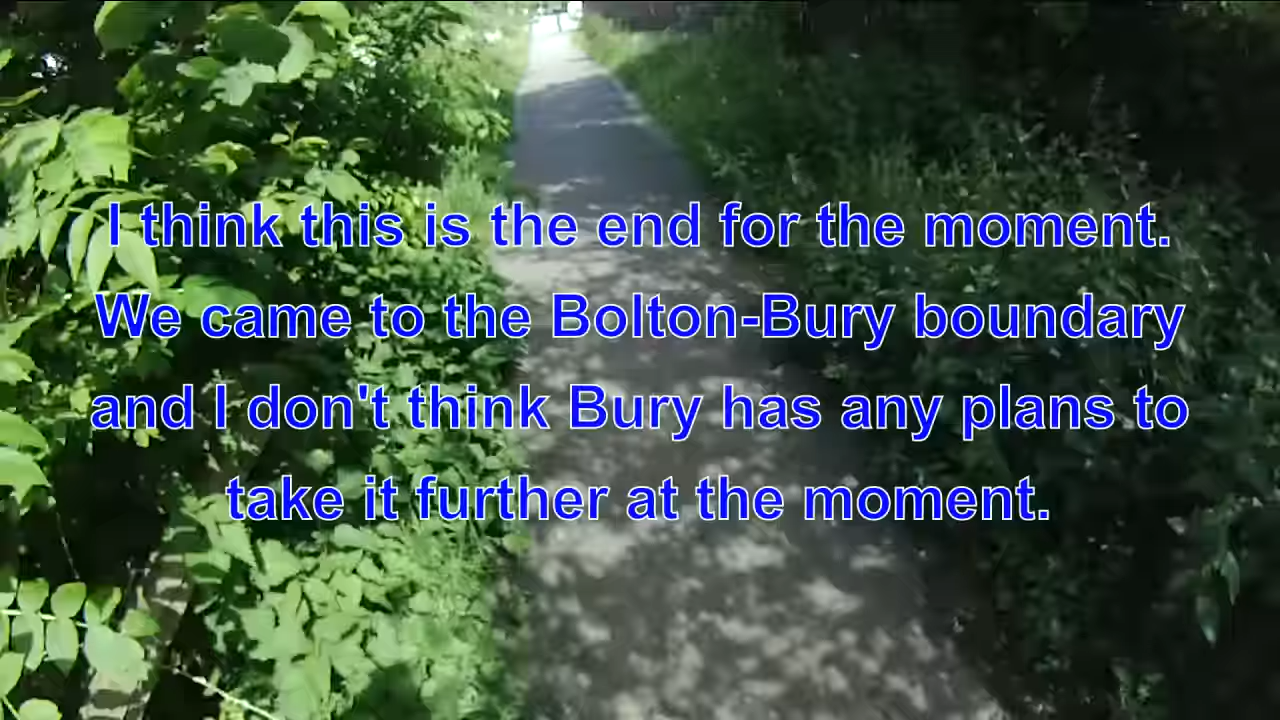 I think this is the end for the moment.
We came to the Bolton-Bury boundary
and I don't think Bury has any plans to
take it further at the moment.